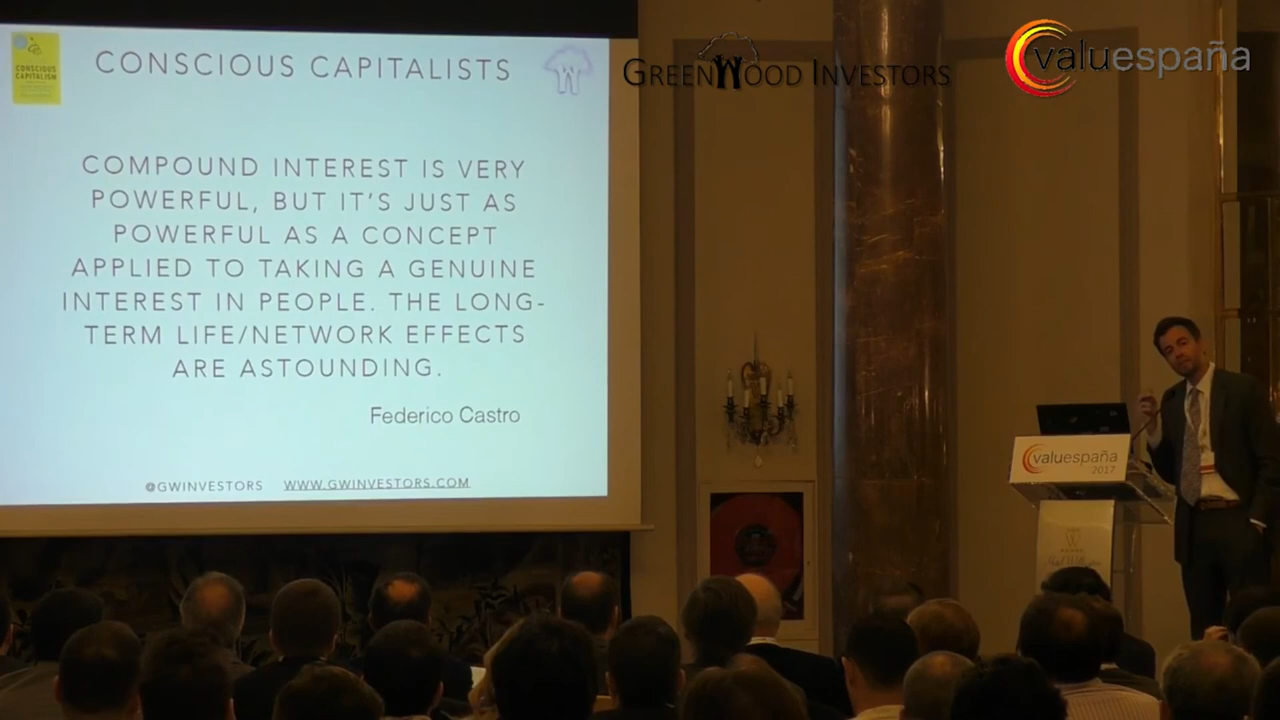 CONSCIOUS
CAPITALISM
CONSCIOUS CAPITALISTS
COMPOUND INTEREST IS VERY
POWERFUL, BUT IT'S JUST AS
POWERFUL AS A CONCEPT
APPLIED TO TAKING A GENUINE
INTEREST IN PEOPLE. THE LONG-
TERM LIFE/NETWORK EFFECTS
ARE ASTOUNDING.
Federico Castro
@GWINVESTORS WWW.GWINVESTORS.COM
GREENWOOD INVESTORS
valuespaña
valuespaña
2017